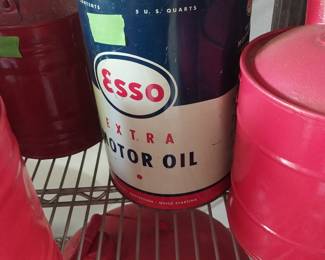 5 U. S. QUARTS
Esso
EXTRA
MOTOR OIL